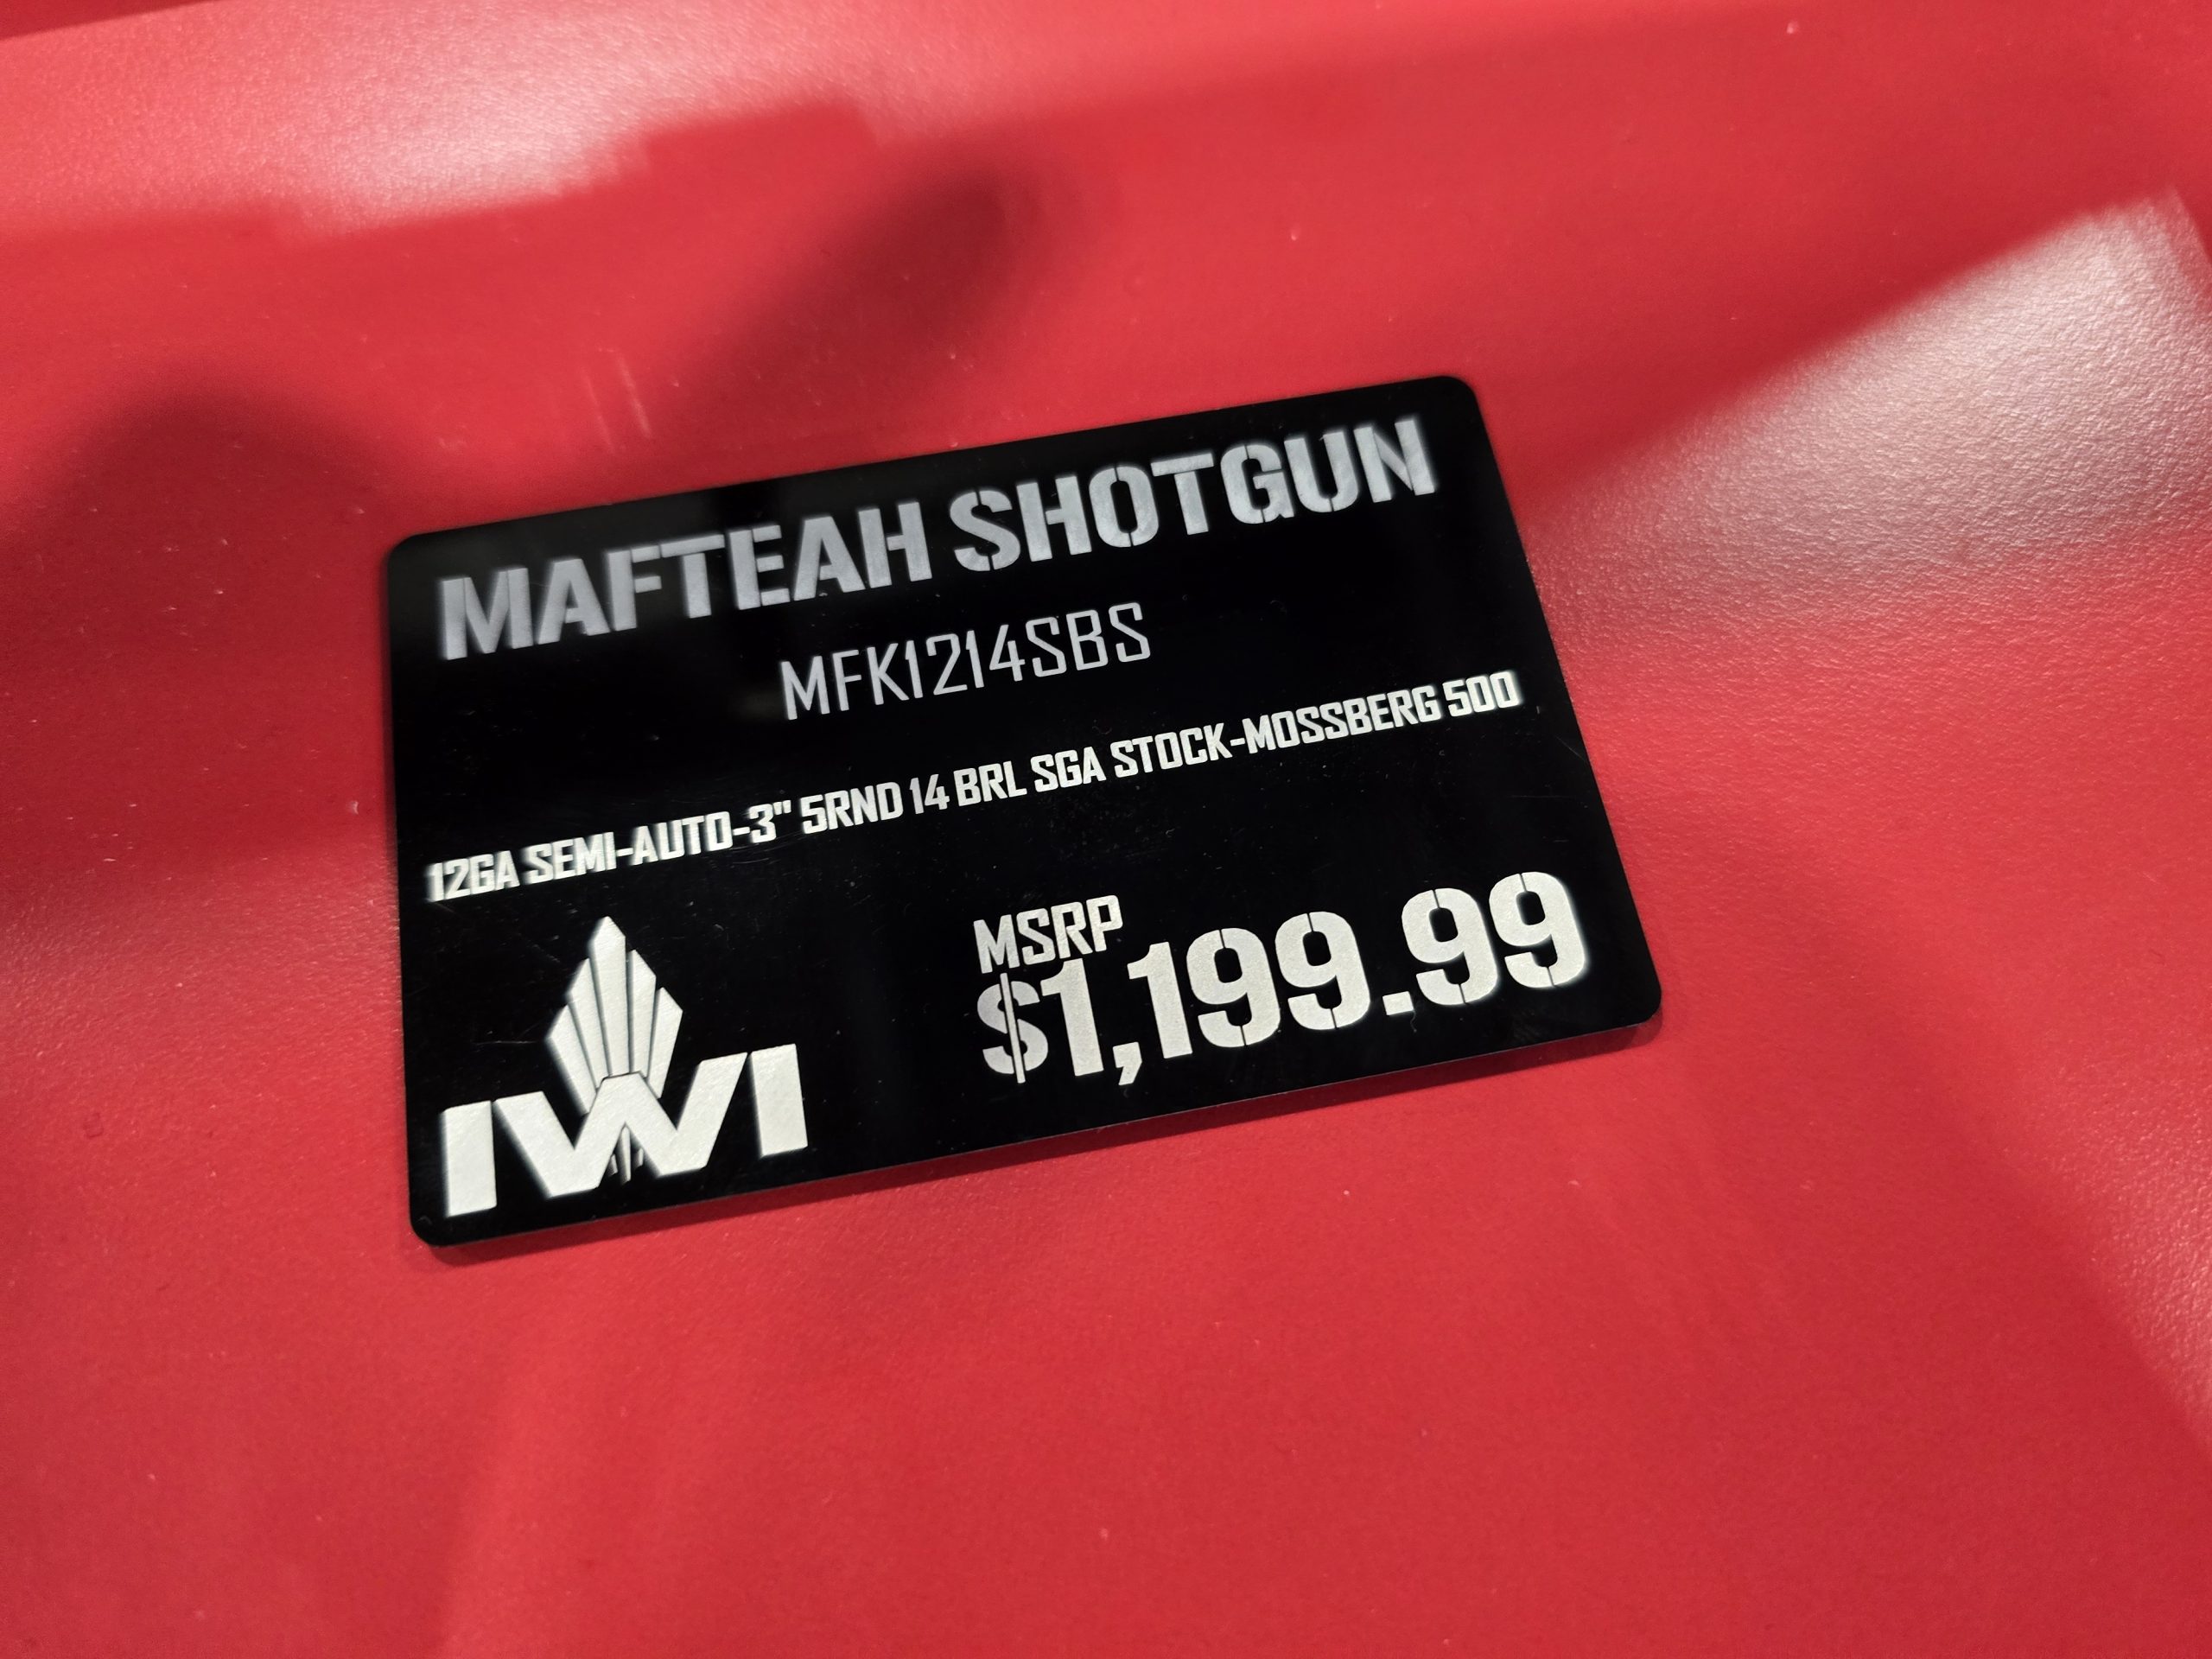 MAFTEAH SHOTGUN
MFK1214SBS
12GA SEMI-AUTO-3" 5RND 14 BRL SGA STOCK-MOSSBERG 500
MSRP
$1,199.99
IWI